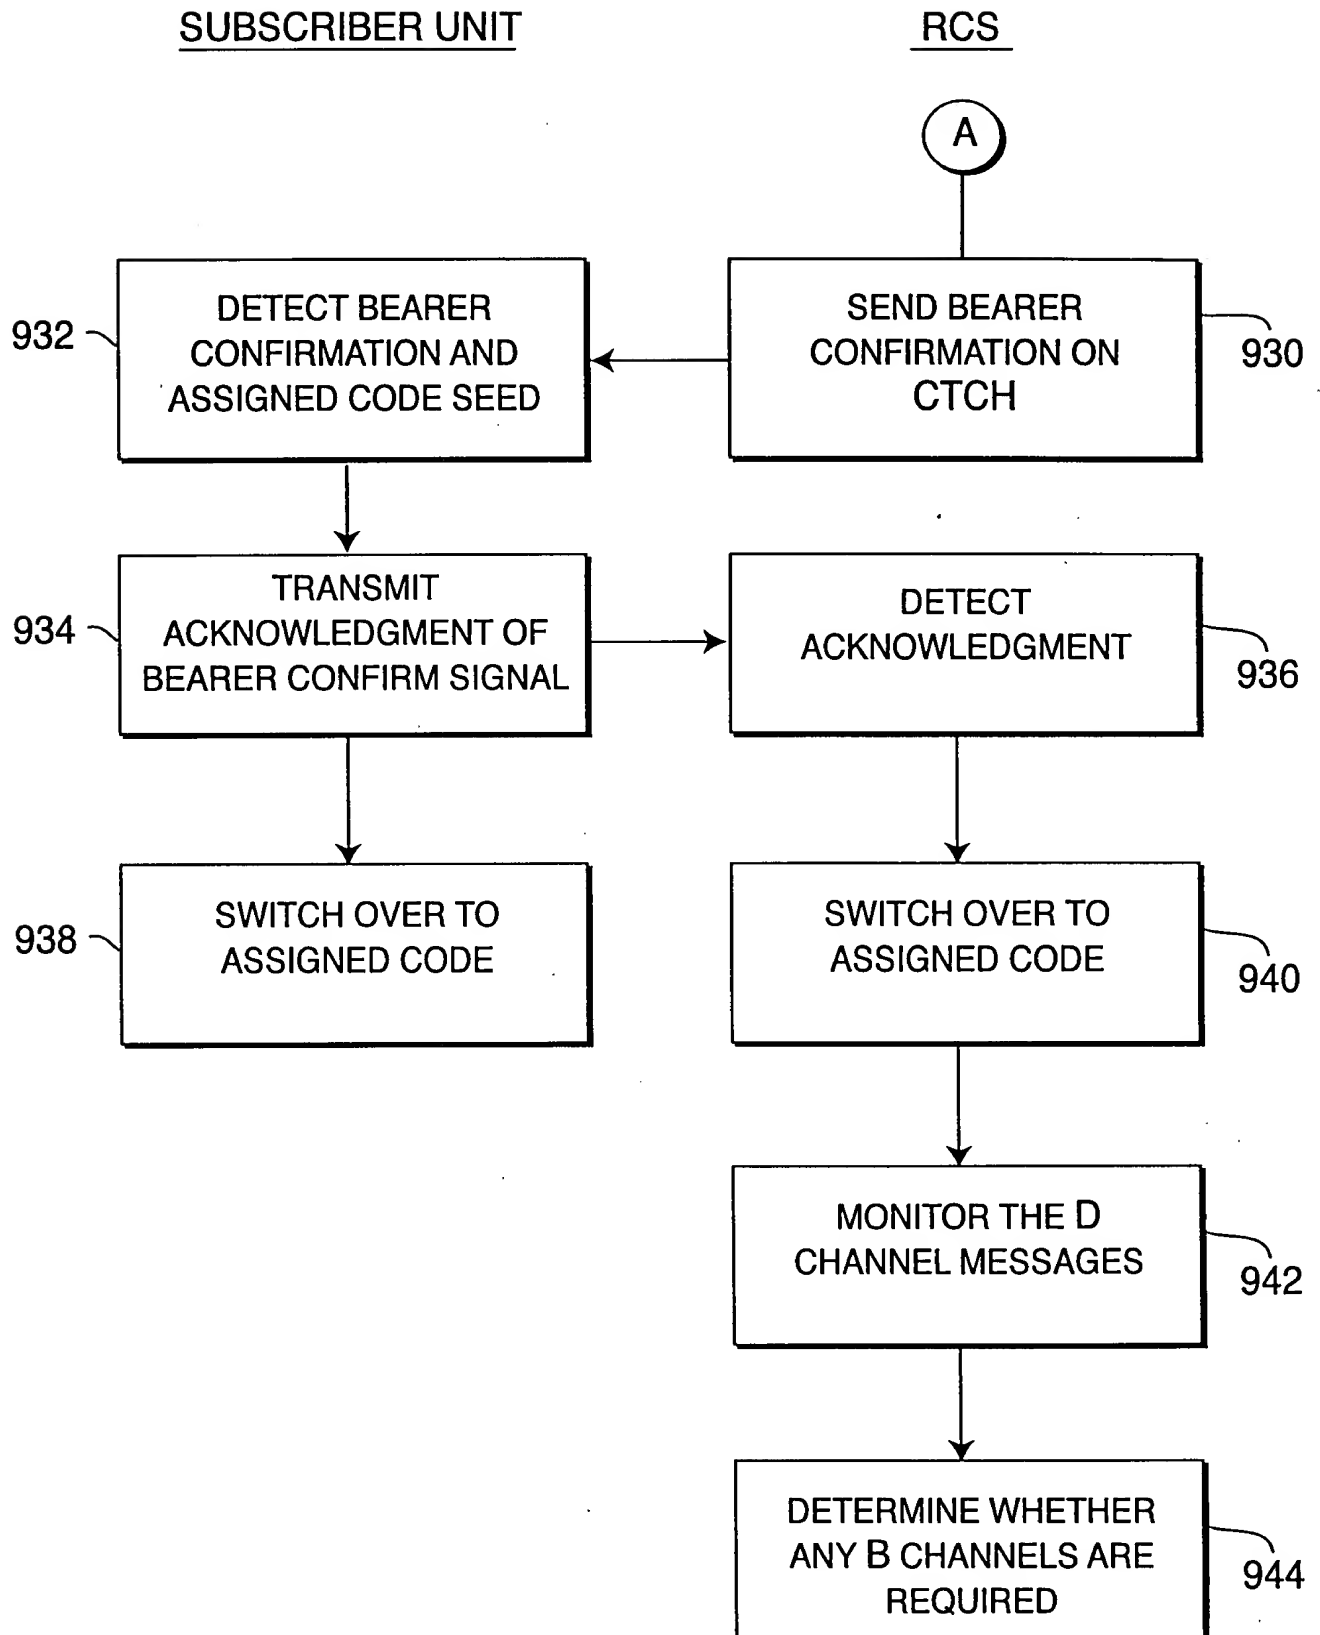 SUBSCRIBER UNIT
RCS
A
932
DETECT BEARER
CONFIRMATION AND
ASSIGNED CODE SEED
SEND BEARER
CONFIRMATION ON
CTCH
930
934
TRANSMIT
ACKNOWLEDGMENT OF
BEARER CONFIRM SIGNAL
DETECT
ACKNOWLEDGMENT
936
938
SWITCH OVER TO
ASSIGNED CODE
SWITCH OVER TO
ASSIGNED CODE
940
MONITOR THE D
CHANNEL MESSAGES
942
DETERMINE WHETHER
ANY B CHANNELS ARE
REQUIRED
944